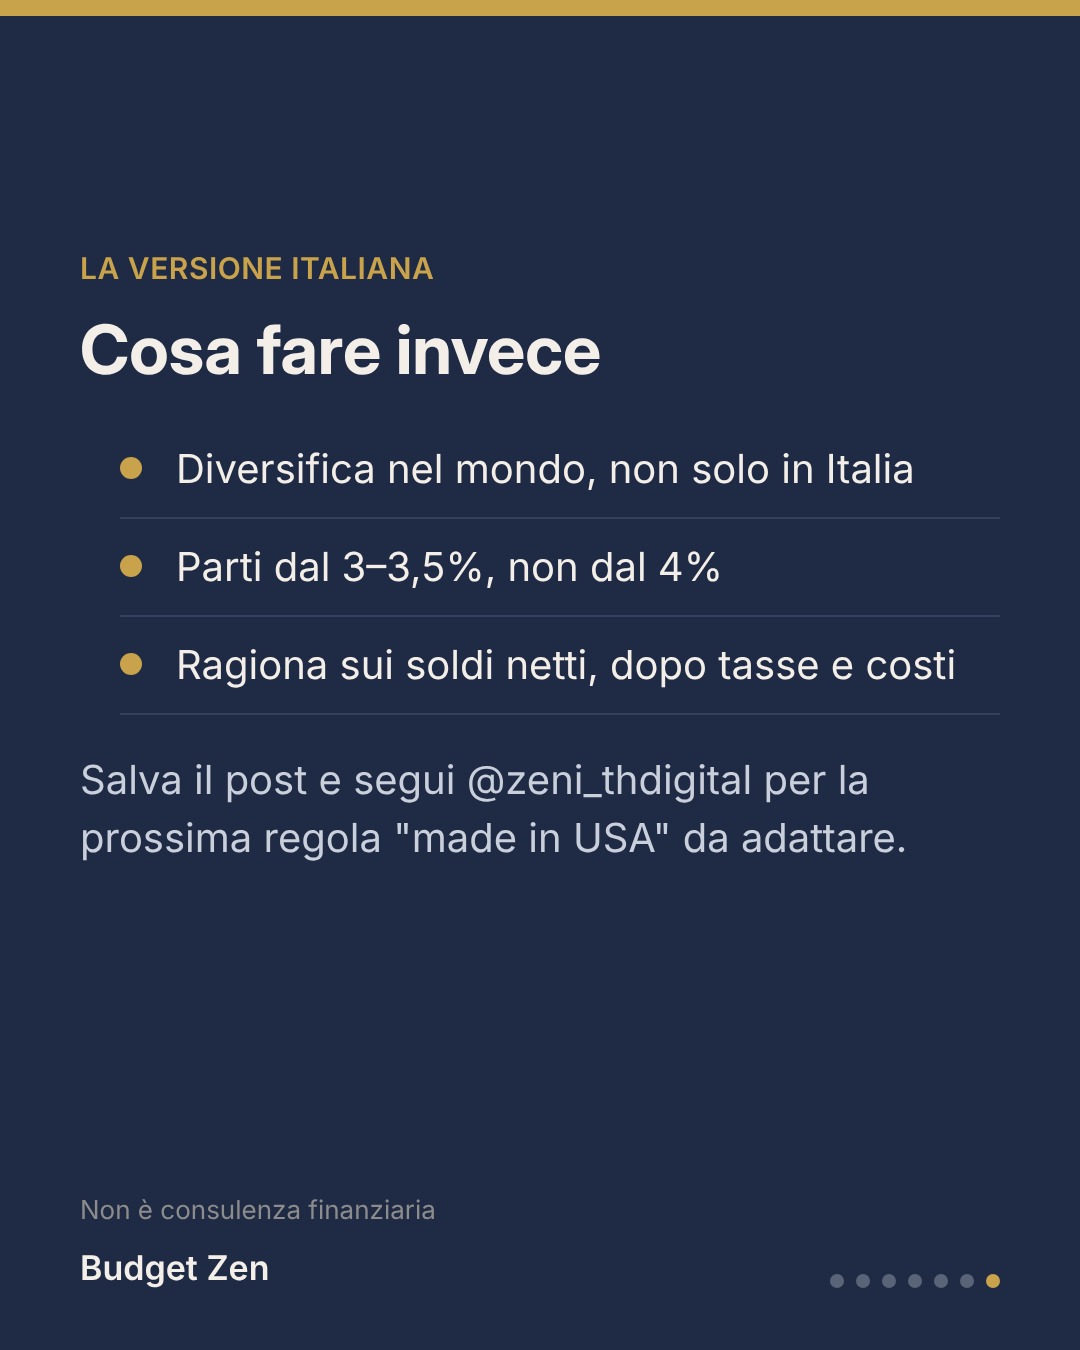 LA VERSIONE ITALIANA
Cosa fare invece
Diversifica nel mondo, non solo in Italia
Parti dal 3–3,5%, non dal 4%
Ragiona sui soldi netti, dopo tasse e costi
Salva il post e segui @zeni_thdigital per la
prossima regola "made in USA" da adattare.
Non è consulenza finanziaria
Budget Zen